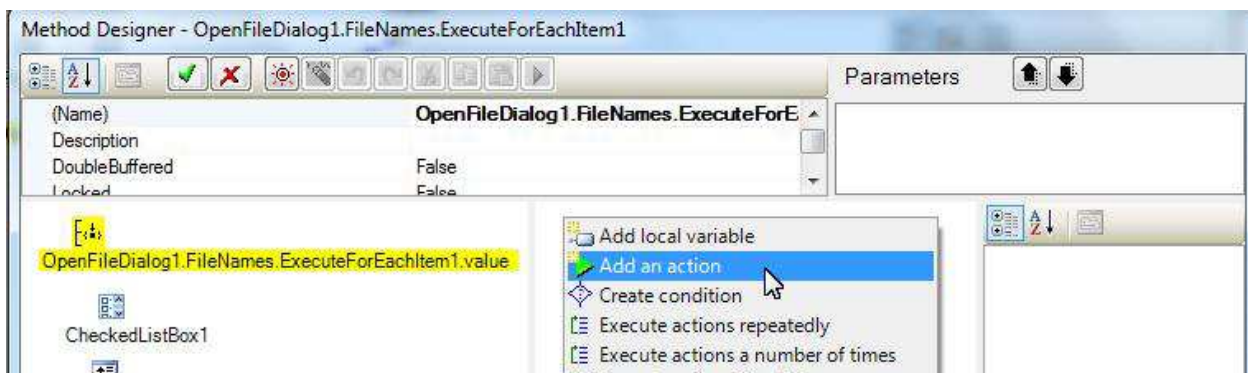 Method Designer - OpenFileDialog1.FileNames.ExecuteForEachItem1
Parameters
(Name) OpenFileDialog1.FileNames.ExecuteForE
Description
DoubleBuffered False
Locked False
OpenFileDialog1.FileNames.ExecuteForEachItem1.value
CheckedListBox1
Add local variable
Add an action
Create condition
Execute actions repeatedly
Execute actions a number of times